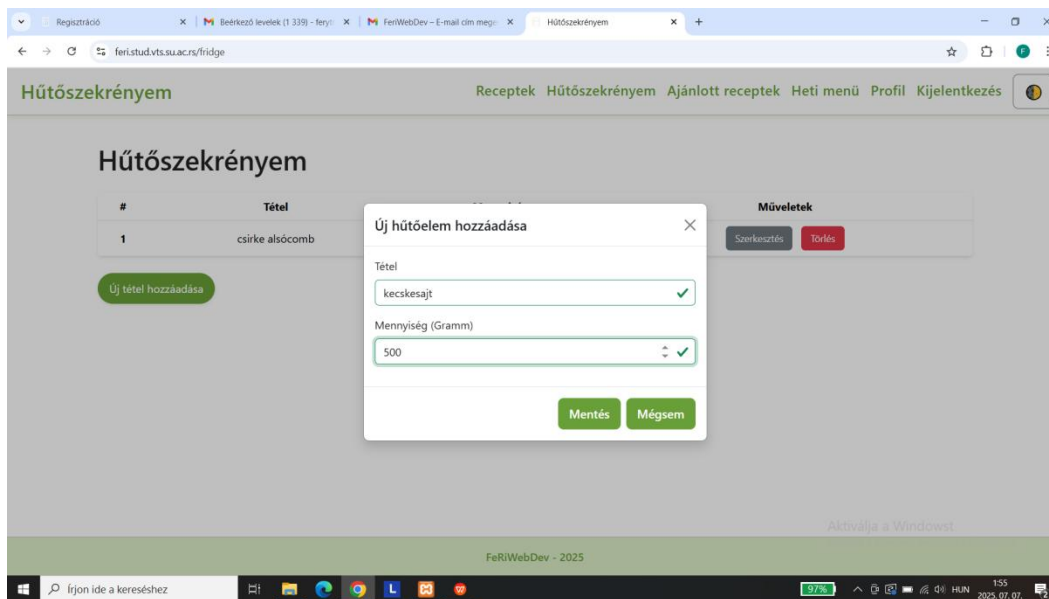 Regisztráció
Beérkező levelek (1 339) - feryt
FeriWebDev – E-mail cím mege
Hűtőszekrényem
feri.stud.vts.su.ac.rs/fridge
F
Hűtőszekrényem
Receptek Hűtőszekrényem Ajánlott receptek Heti menü Profil Kijelentkezés
Hűtőszekrényem
# Tétel Műveletek
1 csirke alsócomb Szerkesztés Törlés
Új tétel hozzáadása
Új hűtőelem hozzáadása
Tétel
kecskesajt
Mennyiség (Gramm)
500
Mentés Mégsem
Aktiválja a Windowst
FeRiWebDev - 2025
Írjon ide a kereséshez
L
97%
HUN
1:55
2025. 07. 07.